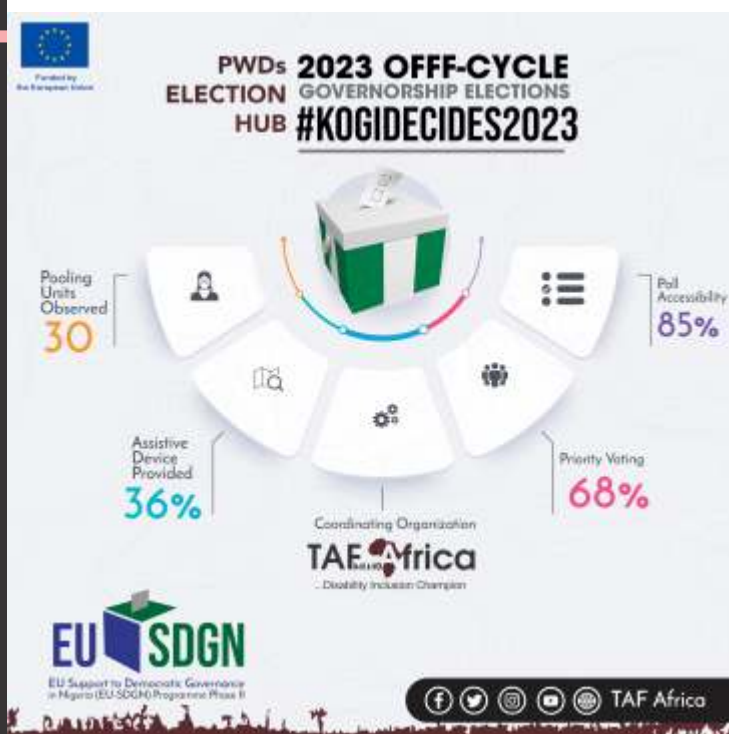 Funded by
the European Union
PWDs
ELECTION
HUB
2023 OFFF-CYCLE
GOVERNORSHIP ELECTIONS
#KOGIDECIDES2023
Pooling
Units
Observed
30
Poll
Accessibility
85%
Assistive
Device
Provided
36%
Priority Voting
68%
Coordinating Organization
TAF Africa
...Disability Inclusion Champion
EU SDGN
EU Support to Democratic Governance
in Nigeria (EU-SDGN) Programme Phase II
TAF Africa